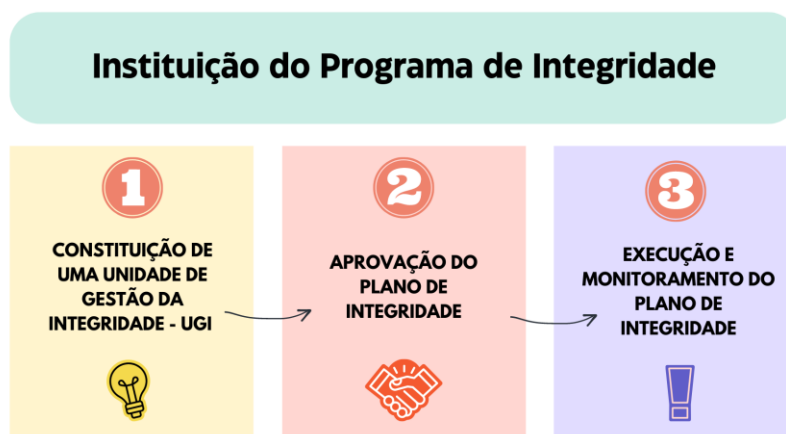 Instituição do Programa de Integridade
1
CONSTITUIÇÃO DE
UMA UNIDADE DE
GESTÃO DA
INTEGRIDADE - UGI
2
APROVAÇÃO DO
PLANO DE
INTEGRIDADE
3
EXECUÇÃO E
MONITORAMENTO DO
PLANO DE
INTEGRIDADE